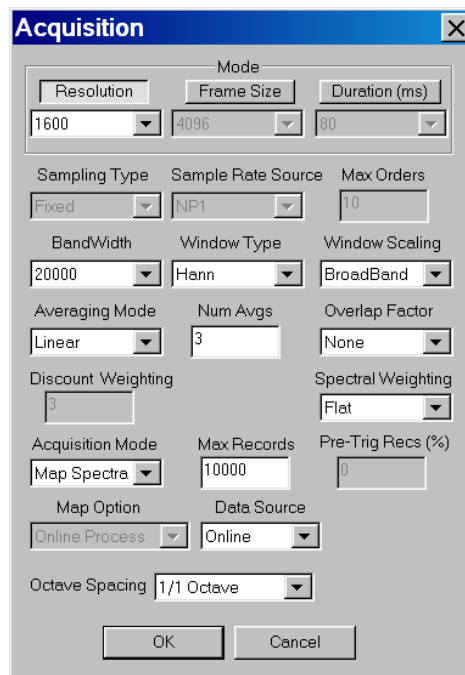 Acquisition
Mode
Resolution Frame Size Duration (ms)
1600 4096 80
Sampling Type Sample Rate Source Max Orders
Fixed NP1 10
BandWidth Window Type Window Scaling
20000 Hann BroadBand
Averaging Mode Num Avgs Overlap Factor
Linear 3 None
Discount Weighting Spectral Weighting
3 Flat
Acquisition Mode Max Records Pre-Trig Recs (%)
Map Spectra 10000 0
Map Option Data Source
Online Process Online
Octave Spacing 1/1 Octave
OK Cancel